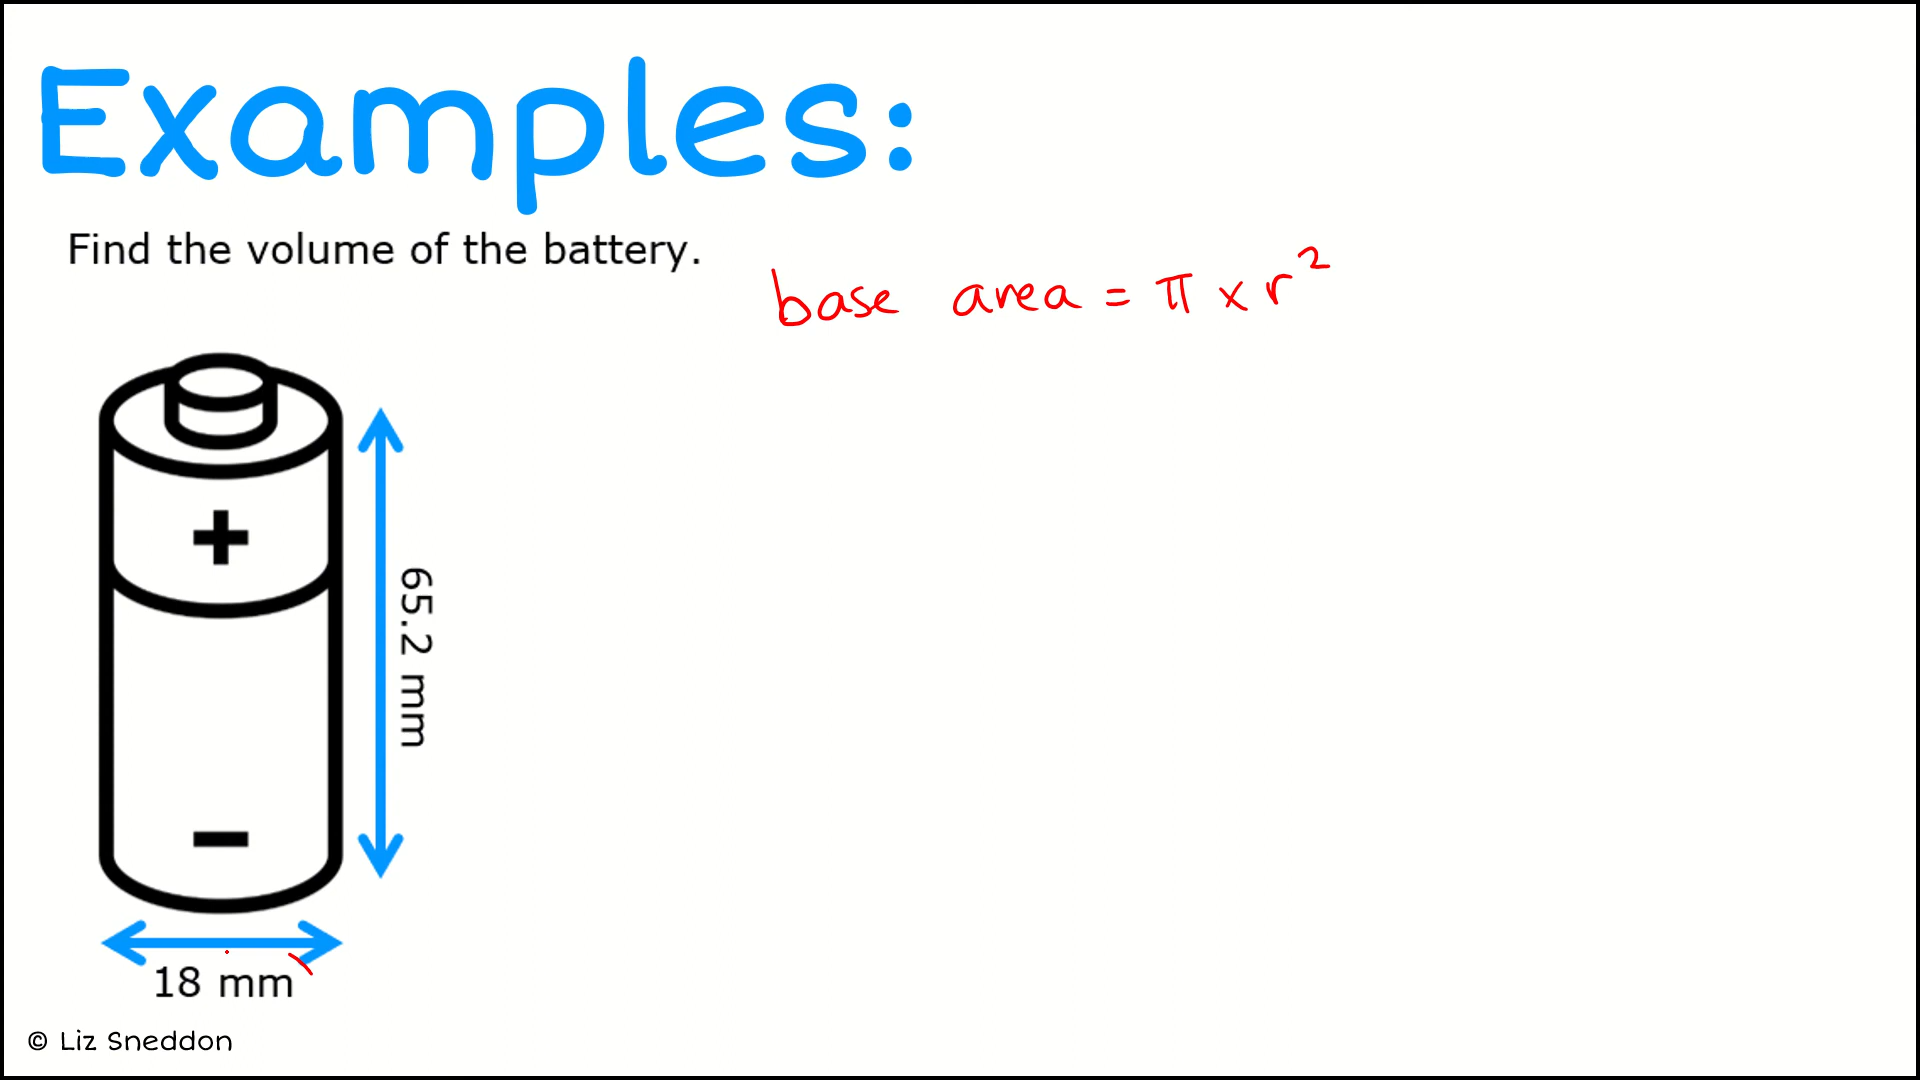 Examples:
Find the volume of the battery.
base area = π × r²
+
65.2 mm
−
18 mm
© Liz Sneddon